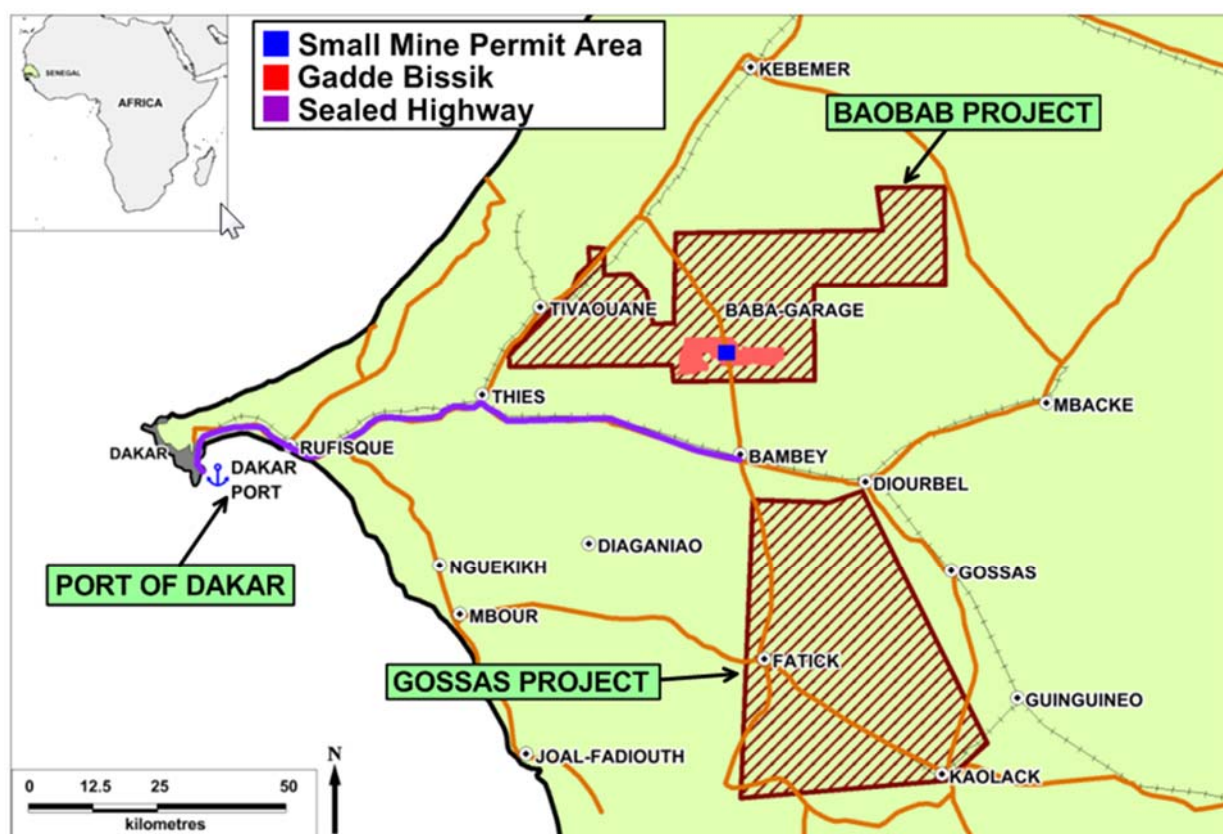 SENEGAL
AFRICA
Small Mine Permit Area
Gadde Bissik
Sealed Highway
KEBEMER
BAOBAB PROJECT
TIVAOUANE
BABA-GARAGE
THIES
MBACKE
DAKAR
RUFISQUE
DAKAR
PORT
BAMBEY
DIOURBEL
PORT OF DAKAR
DIAGANIAO
NGUEKIKH
GOSSAS
MBOUR
GOSSAS PROJECT
FATICK
GUINGUINEO
JOAL-FADIOUTH
KAOLACK
N
0 12.5 25 50
kilometres